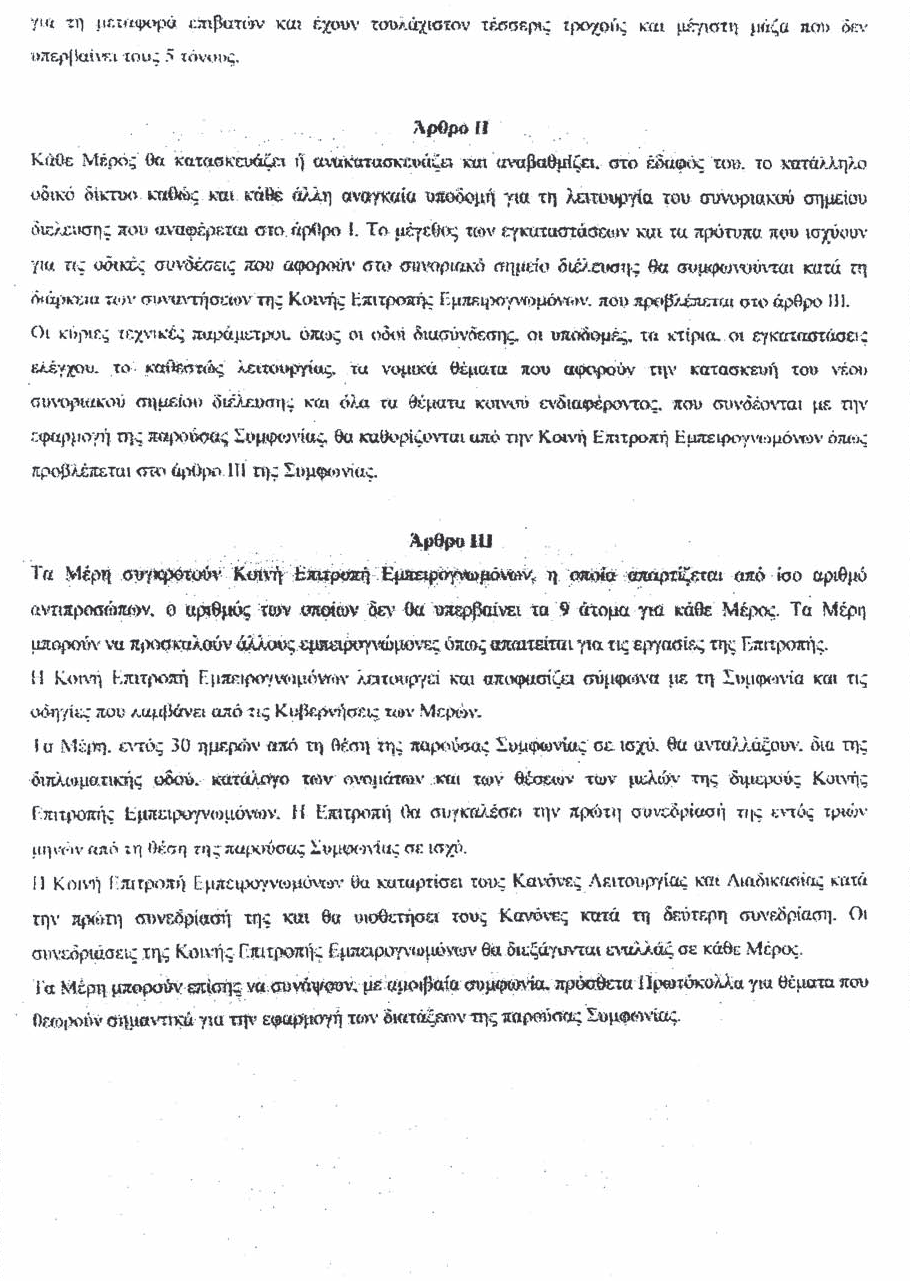 για τη μεταφορά επιβατών και έχουν τουλάχιστον τέσσερις τροχούς και μέγιστη μάζα που δεν
υπερβαίνει τους 5 τόνους.
Άρθρο ΙΙ
Κάθε Μέρος θα κατασκευάζει ή ανακατασκευάζει και αναβαθμίζει, στο έδαφός του, το κατάλληλο
οδικό δίκτυο καθώς και κάθε άλλη αναγκαία υποδομή για τη λειτουργία του συνοριακού σημείου
διέλευσης που αναφέρεται στο άρθρο Ι. Το μέγεθος των εγκαταστάσεων και τα πρότυπα που ισχύουν
για τις οδικές συνδέσεις που αφορούν στο συνοριακό σημείο διέλευσης θα συμφωνούνται κατά τη
διάρκεια των συναντήσεων της Κοινής Επιτροπής Εμπειρογνωμόνων, που προβλέπεται στο άρθρο ΙΙΙ.
Οι κύριες τεχνικές παράμετροι, όπως οι οδοί διασύνδεσης, οι υποδομές, τα κτίρια, οι εγκαταστάσεις
ελέγχου, το καθεστώς λειτουργίας, τα νομικά θέματα που αφορούν την κατασκευή του νέου
συνοριακού σημείου διέλευσης και όλα τα θέματα κοινού ενδιαφέροντος, που συνδέονται με την
εφαρμογή της παρούσας Συμφωνίας, θα καθορίζονται από την Κοινή Επιτροπή Εμπειρογνωμόνων όπως
προβλέπεται στο άρθρο ΙΙΙ της Συμφωνίας.
Άρθρο ΙΙΙ
Τα Μέρη συγκροτούν Κοινή Επιτροπή Εμπειρογνωμόνων, η οποία απαρτίζεται από ίσο αριθμό
αντιπροσώπων, ο αριθμός των οποίων δεν θα υπερβαίνει τα 9 άτομα για κάθε Μέρος. Τα Μέρη
μπορούν να προσκαλούν άλλους εμπειρογνώμονες όπως απαιτείται για τις εργασίες της Επιτροπής.
Η Κοινή Επιτροπή Εμπειρογνωμόνων λειτουργεί και αποφασίζει σύμφωνα με τη Συμφωνία και τις
οδηγίες που λαμβάνει από τις Κυβερνήσεις των Μερών.
Τα Μέρη, εντός 30 ημερών από τη θέση της παρούσας Συμφωνίας σε ισχύ, θα ανταλλάξουν, δια της
διπλωματικής οδού, κατάλογο των ονομάτων και των θέσεων των μελών της διμερούς Κοινής
Επιτροπής Εμπειρογνωμόνων. Η Επιτροπή θα συγκαλέσει την πρώτη συνεδρίασή της εντός τριών
μηνών από τη θέση της παρούσας Συμφωνίας σε ισχύ.
Η Κοινή Επιτροπή Εμπειρογνωμόνων θα καταρτίσει τους Κανόνες Λειτουργίας και Διαδικασίας κατά
την πρώτη συνεδρίασή της και θα υιοθετήσει τους Κανόνες κατά τη δεύτερη συνεδρίαση. Οι
συνεδριάσεις της Κοινής Επιτροπής Εμπειρογνωμόνων θα διεξάγονται εναλλάξ σε κάθε Μέρος.
Τα Μέρη μπορούν επίσης να συνάψουν, με αμοιβαία συμφωνία, πρόσθετα Πρωτόκολλα για θέματα που
θεωρούν σημαντικά για την εφαρμογή των διατάξεων της παρούσας Συμφωνίας.